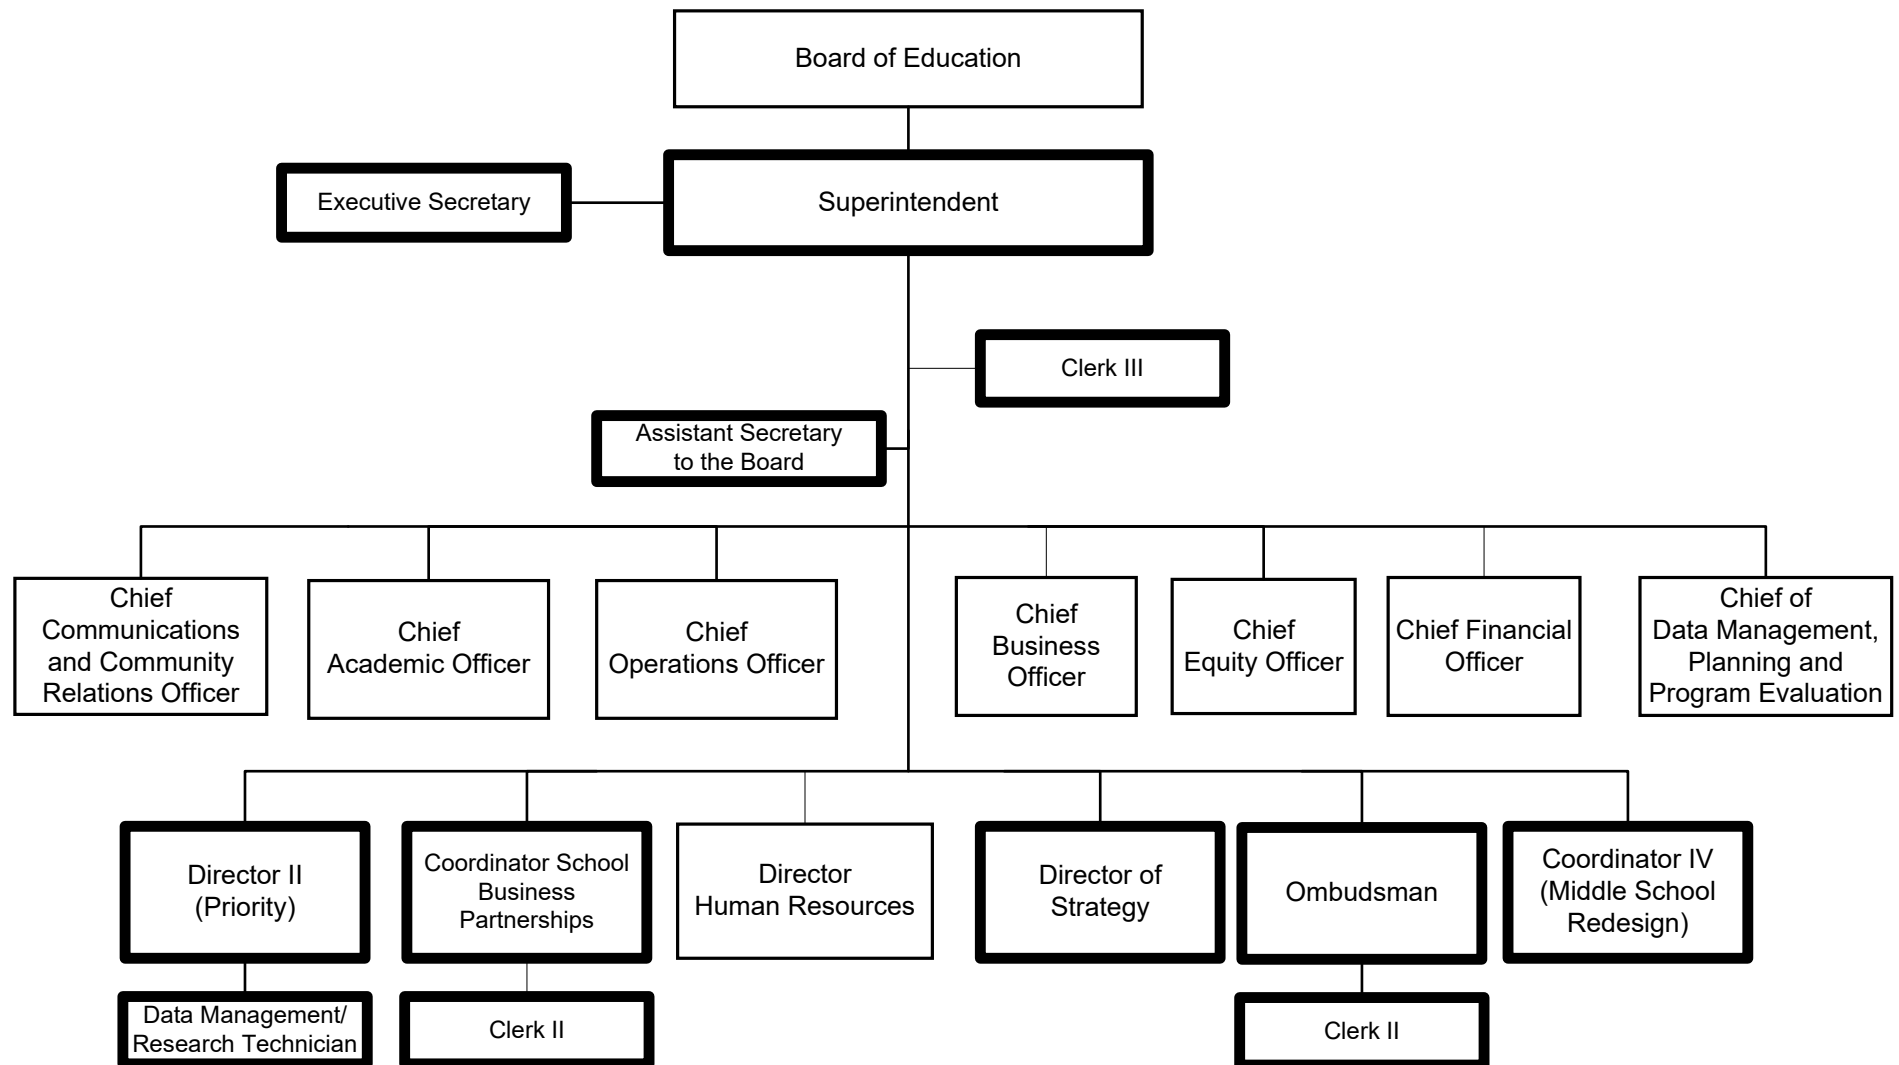 Board of Education
Executive Secretary
Superintendent
Clerk III
Assistant Secretary
to the Board
Chief
Communications
and Community
Relations Officer
Chief
Academic Officer
Chief
Operations Officer
Chief
Business
Officer
Chief
Equity Officer
Chief Financial
Officer
Chief of
Data Management,
Planning and
Program Evaluation
Director II
(Priority)
Coordinator School
Business
Partnerships
Director
Human Resources
Director of
Strategy
Ombudsman
Coordinator IV
(Middle School
Redesign)
Data Management/
Research Technician
Clerk II
Clerk II